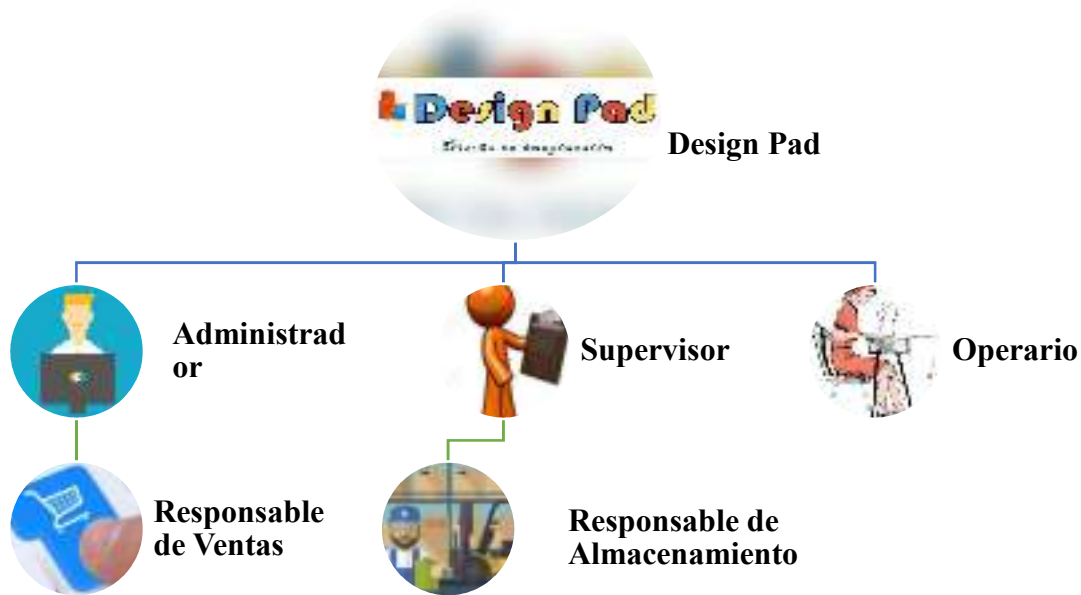 Design Pad
Design Pad
Administrad
or
Supervisor
Operario
Responsable
de Ventas
Responsable de
Almacenamiento